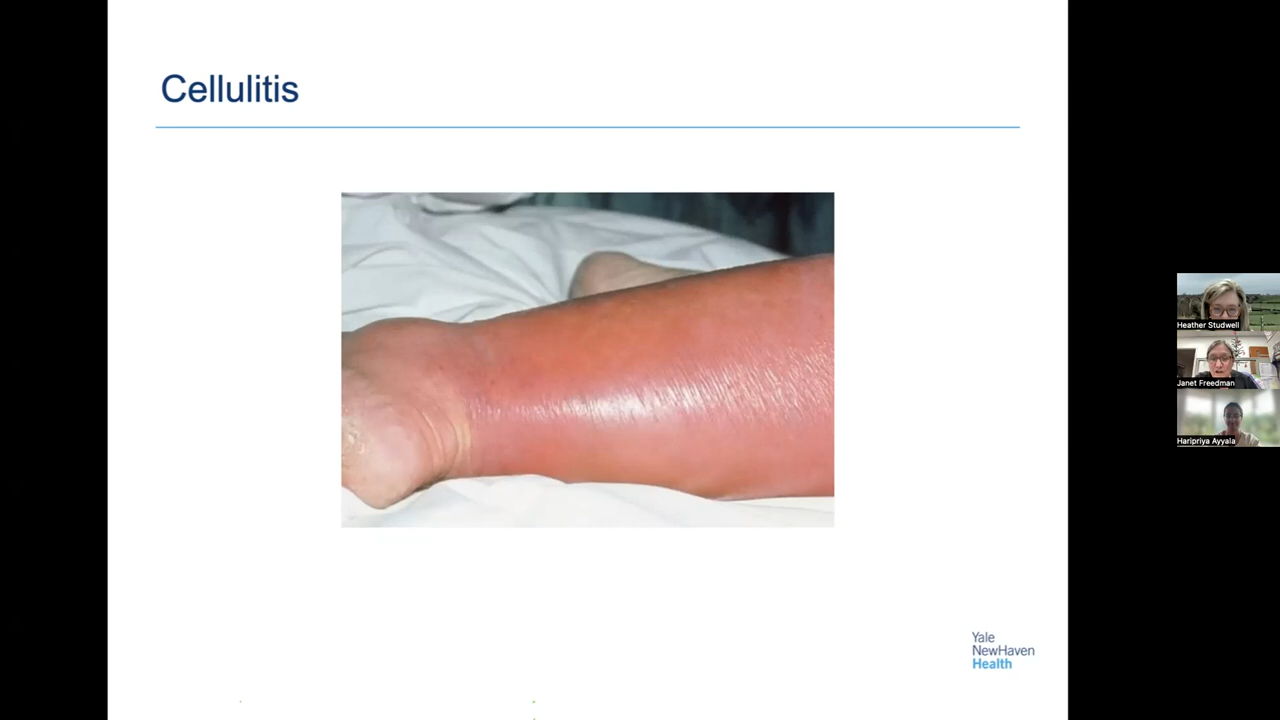 Cellulitis
Heather Studwell
Janet Freedman
Haripriya Ayyala
Yale
NewHaven
Health